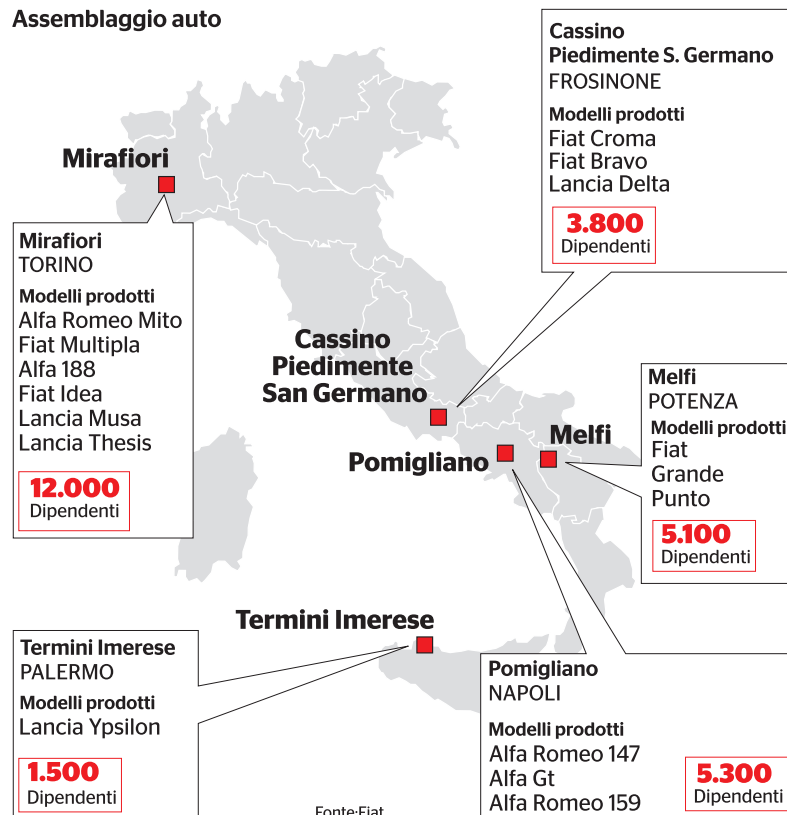 Assemblaggio auto
Cassino
Piedimente S. Germano
FROSINONE
Modelli prodotti
Fiat Croma
Fiat Bravo
Lancia Delta
3.800
Dipendenti
Mirafiori
Mirafiori
TORINO
Modelli prodotti
Alfa Romeo Mito
Fiat Multipla
Alfa 188
Fiat Idea
Lancia Musa
Lancia Thesis
12.000
Dipendenti
Cassino
Piedimente
San Germano
Melfi
POTENZA
Modelli prodotti
Fiat
Grande
Punto
5.100
Dipendenti
Pomigliano
Melfi
Termini Imerese
Termini Imerese
PALERMO
Modelli prodotti
Lancia Ypsilon
1.500
Dipendenti
Pomigliano
NAPOLI
Modelli prodotti
Alfa Romeo 147
Alfa Gt
Alfa Romeo 159
5.300
Dipendenti
Fonte:Fiat